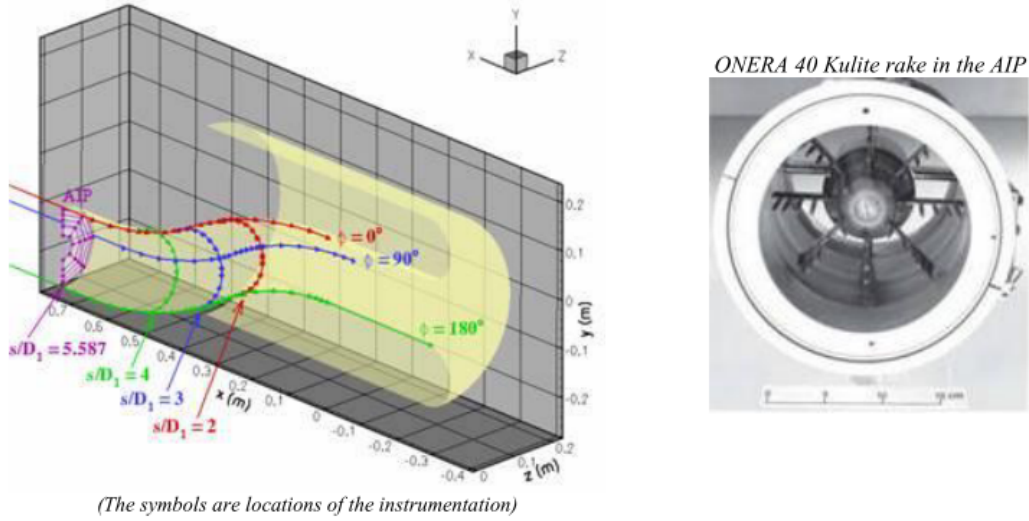 Y
X
Z
ONERA 40 Kulite rake in the AIP
AIP
0.2
0.1
0
-0.1
-0.2
y (m)
ϕ = 0°
ϕ = 90°
ϕ = 180°
0.7
0.6
0.5
0.4
0.3
0.2
0.1
0
-0.1
-0.2
-0.3
-0.4
x (m)
0
0.1
0.2
z (m)
s/D₁ = 5.587
s/D₁ = 4
s/D₁ = 3
s/D₁ = 2
(The symbols are locations of the instrumentation)